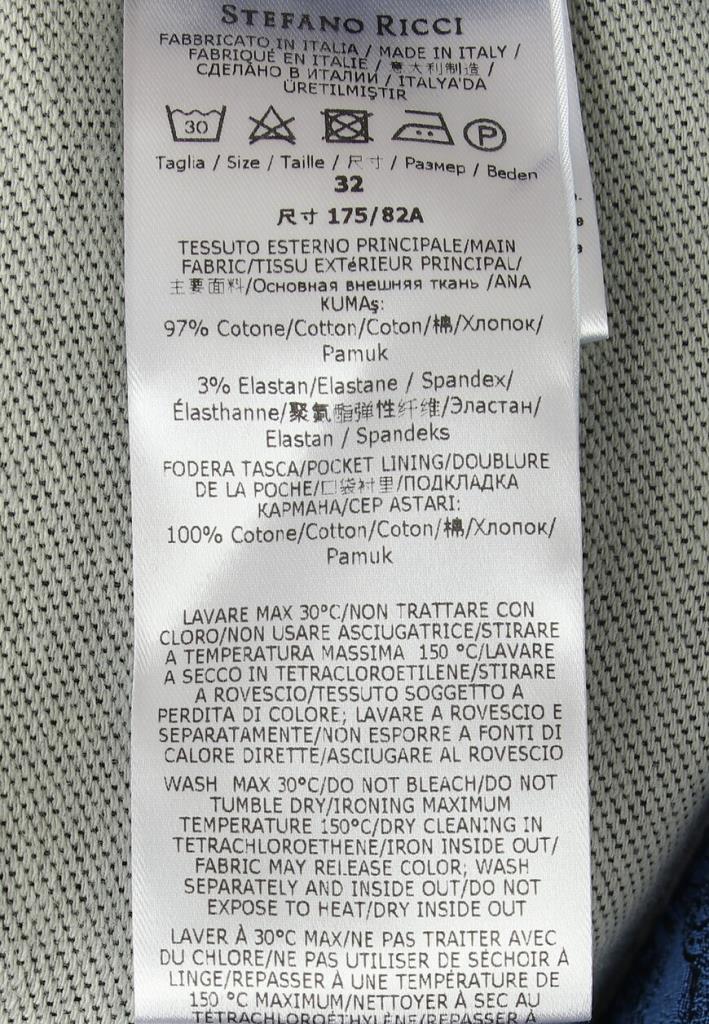 STEFANO RICCI
FABBRICATO IN ITALIA / MADE IN ITALY /
FABRIQUÉ EN ITALIE / 意大利制造 /
СДЕЛАНО В ИТАЛИИ / ITALYA'DA
ÜRETILMIŞTIR
30
P
Taglia / Size / Taille / 尺寸 / Размер / Beden
32
尺寸 175/82A
TESSUTO ESTERNO PRINCIPALE/MAIN
FABRIC/TISSU EXTéRIEUR PRINCIPAL/
主要面料/Основная внешняя ткань /ANA
KUMAş:
97% Cotone/Cotton/Coton/棉/Хлопок/
Pamuk
3% Elastan/Elastane / Spandex/
Élasthanne/聚氨酯弹性纤维/Эластан/
Elastan / Spandeks
FODERA TASCA/POCKET LINING/DOUBLURE
DE LA POCHE/口袋衬里/ПОДКЛАДКА
КАРМАНА/CEP ASTARI:
100% Cotone/Cotton/Coton/棉/Хлопок/
Pamuk
LAVARE MAX 30°C/NON TRATTARE CON
CLORO/NON USARE ASCIUGATRICE/STIRARE
A TEMPERATURA MASSIMA 150 °C/LAVARE
A SECCO IN TETRACLOROETILENE/STIRARE
A ROVESCIO/TESSUTO SOGGETTO A
PERDITA DI COLORE; LAVARE A ROVESCIO E
SEPARATAMENTE/NON ESPORRE A FONTI DI
CALORE DIRETTE/ASCIUGARE AL ROVESCIO
WASH MAX 30°C/DO NOT BLEACH/DO NOT
TUMBLE DRY/IRONING MAXIMUM
TEMPERATURE 150°C/DRY CLEANING IN
TETRACHLOROETHENE/IRON INSIDE OUT/
FABRIC MAY RELEASE COLOR; WASH
SEPARATELY AND INSIDE OUT/DO NOT
EXPOSE TO HEAT/DRY INSIDE OUT
LAVER À 30°C MAX/NE PAS TRAITER AVEC
DU CHLORE/NE PAS UTILISER DE SÉCHOIR À
LINGE/REPASSER À UNE TEMPÉRATURE DE
150 °C MAXIMUM/NETTOYER À SEC AU
TÉTRACHLOROÉTHYLÈNE/REPASSER À